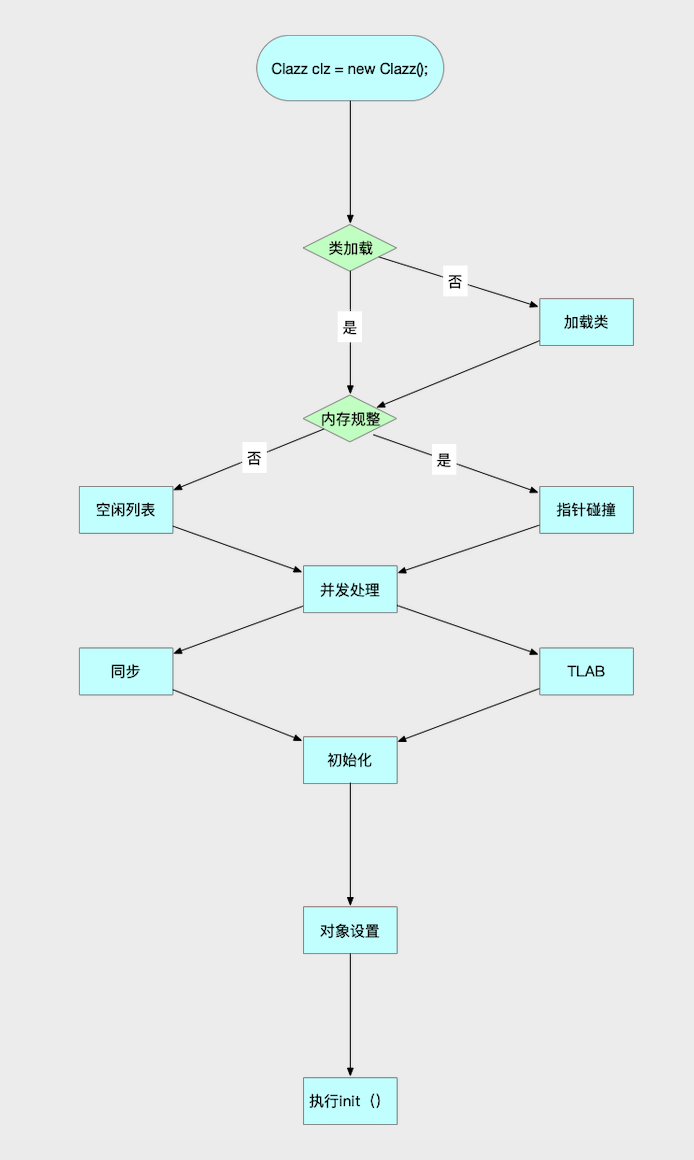 Clazz clz = new Clazz();
类加载
否
加载类
是
内存规整
否
是
空闲列表
指针碰撞
并发处理
同步
TLAB
初始化
对象设置
执行init（）